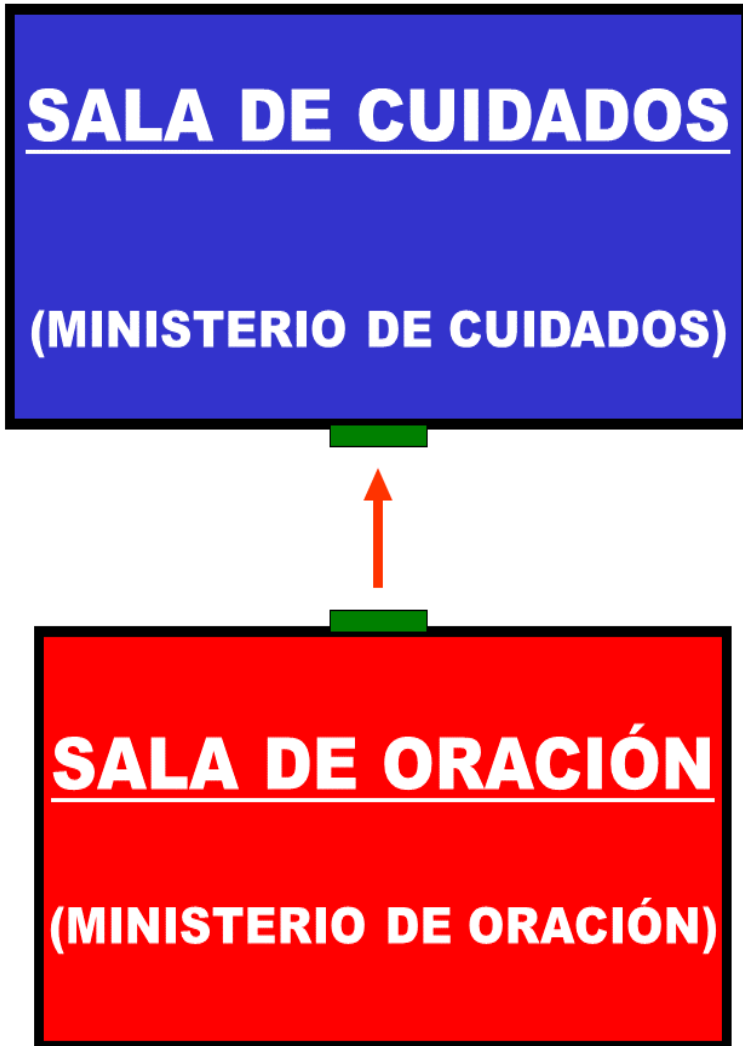 SALA DE CUIDADOS
(MINISTERIO DE CUIDADOS)
SALA DE ORACIÓN
(MINISTERIO DE ORACIÓN)